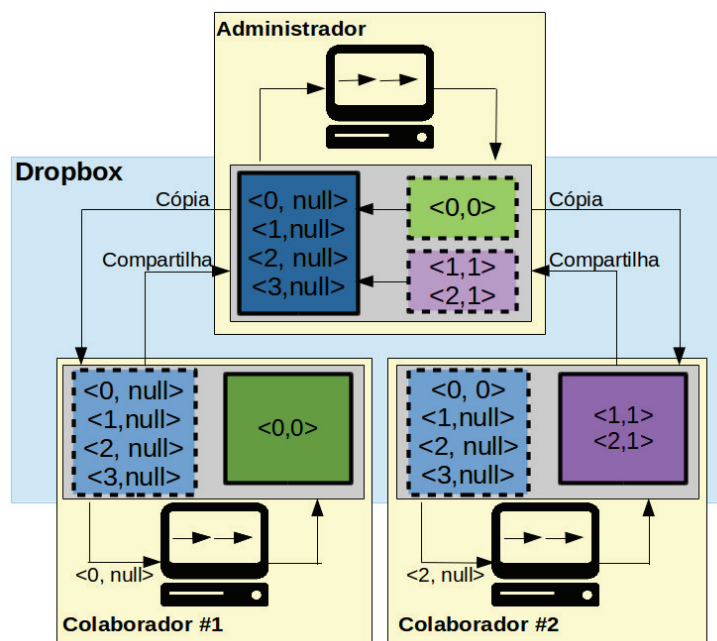 Administrador
Dropbox
Cópia
Cópia
Compartilha
Compartilha
<0, null>
<1,null>
<2, null>
<3,null>
<0,0>
<1,1>
<2,1>
<0, null>
<1,null>
<2, null>
<3,null>
<0,0>
<0, null>
Colaborador #1
<0, 0>
<1,null>
<2, null>
<3,null>
<1,1>
<2,1>
<2, null>
Colaborador #2